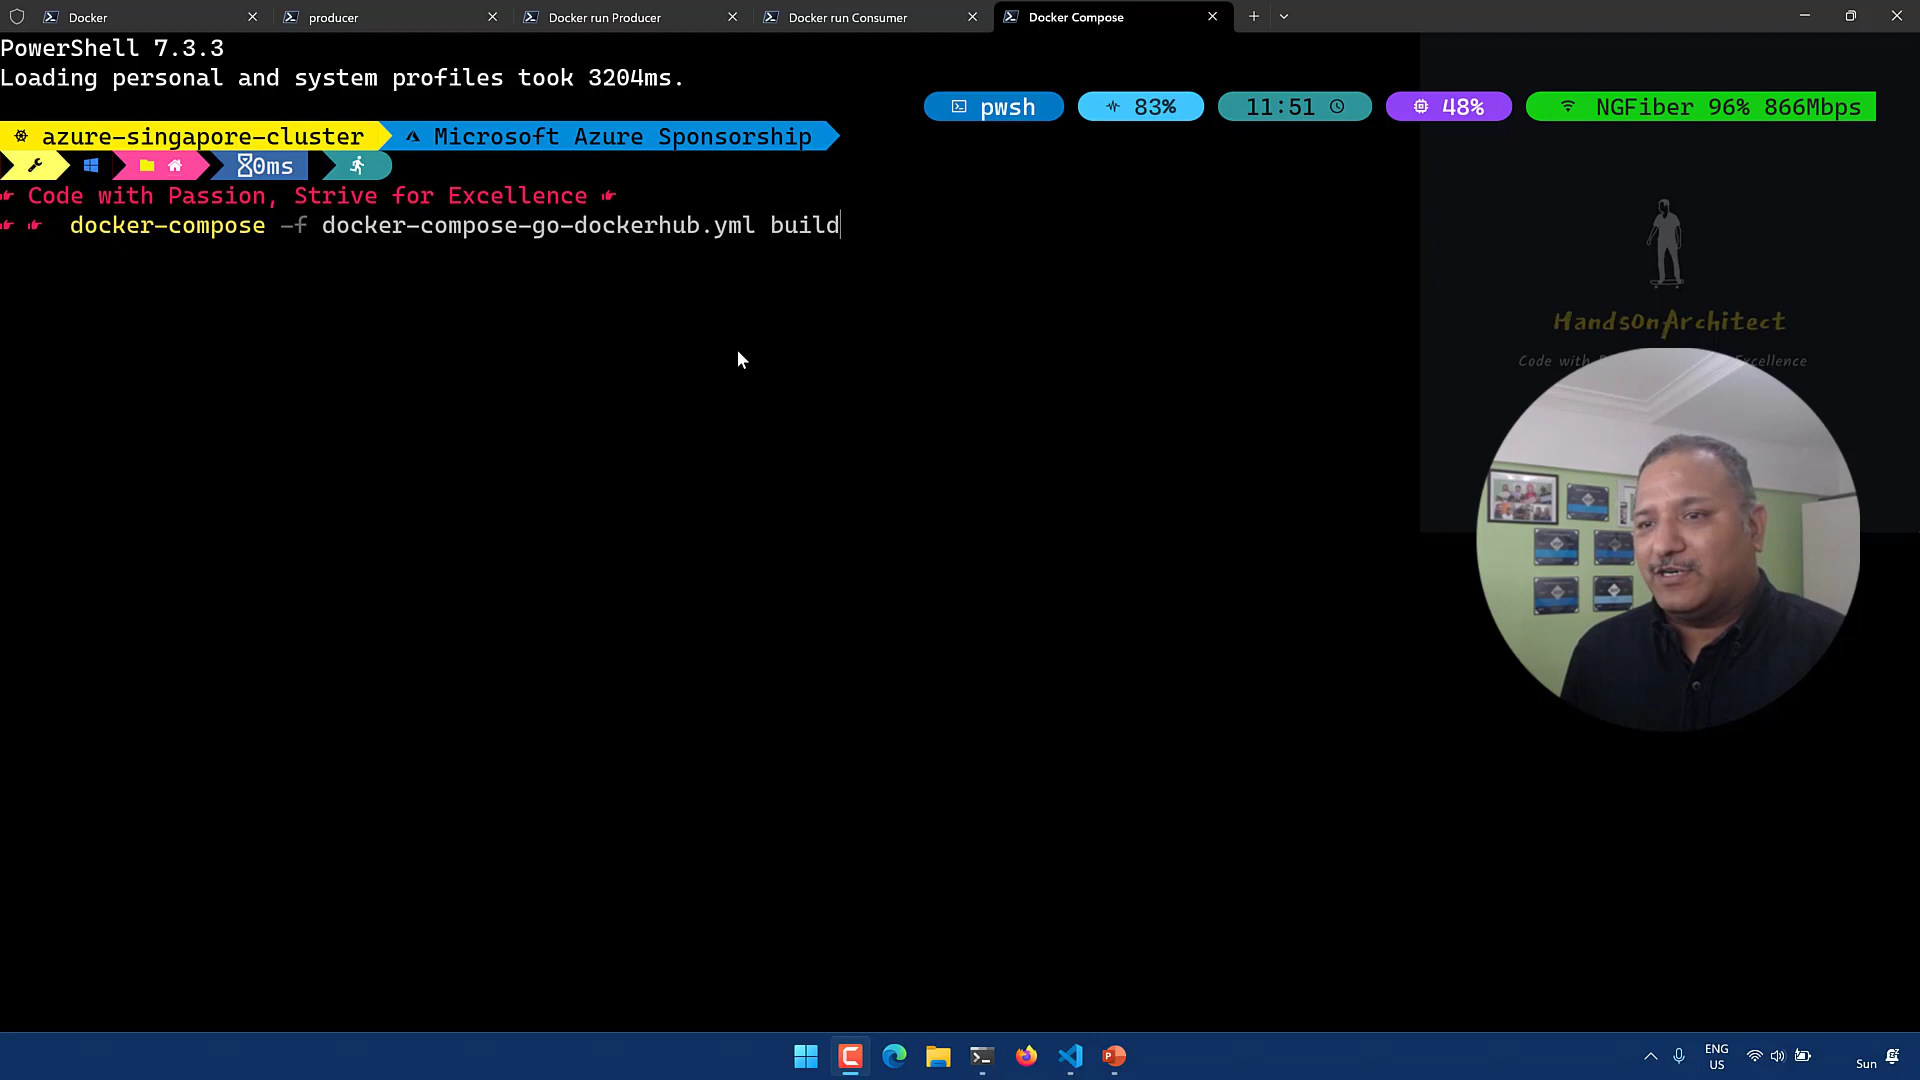 Docker
producer
Docker run Producer
Docker run Consumer
Docker Compose
PowerShell 7.3.3
Loading personal and system profiles took 3204ms.
pwsh
83%
11:51
48%
NGFiber 96% 866Mbps
azure-singapore-cluster
Microsoft Azure Sponsorship
0ms
Code with Passion, Strive for Excellence
docker-compose -f docker-compose-go-dockerhub.yml build
HandsOnArchitect
Code with
ENG
US
Sun